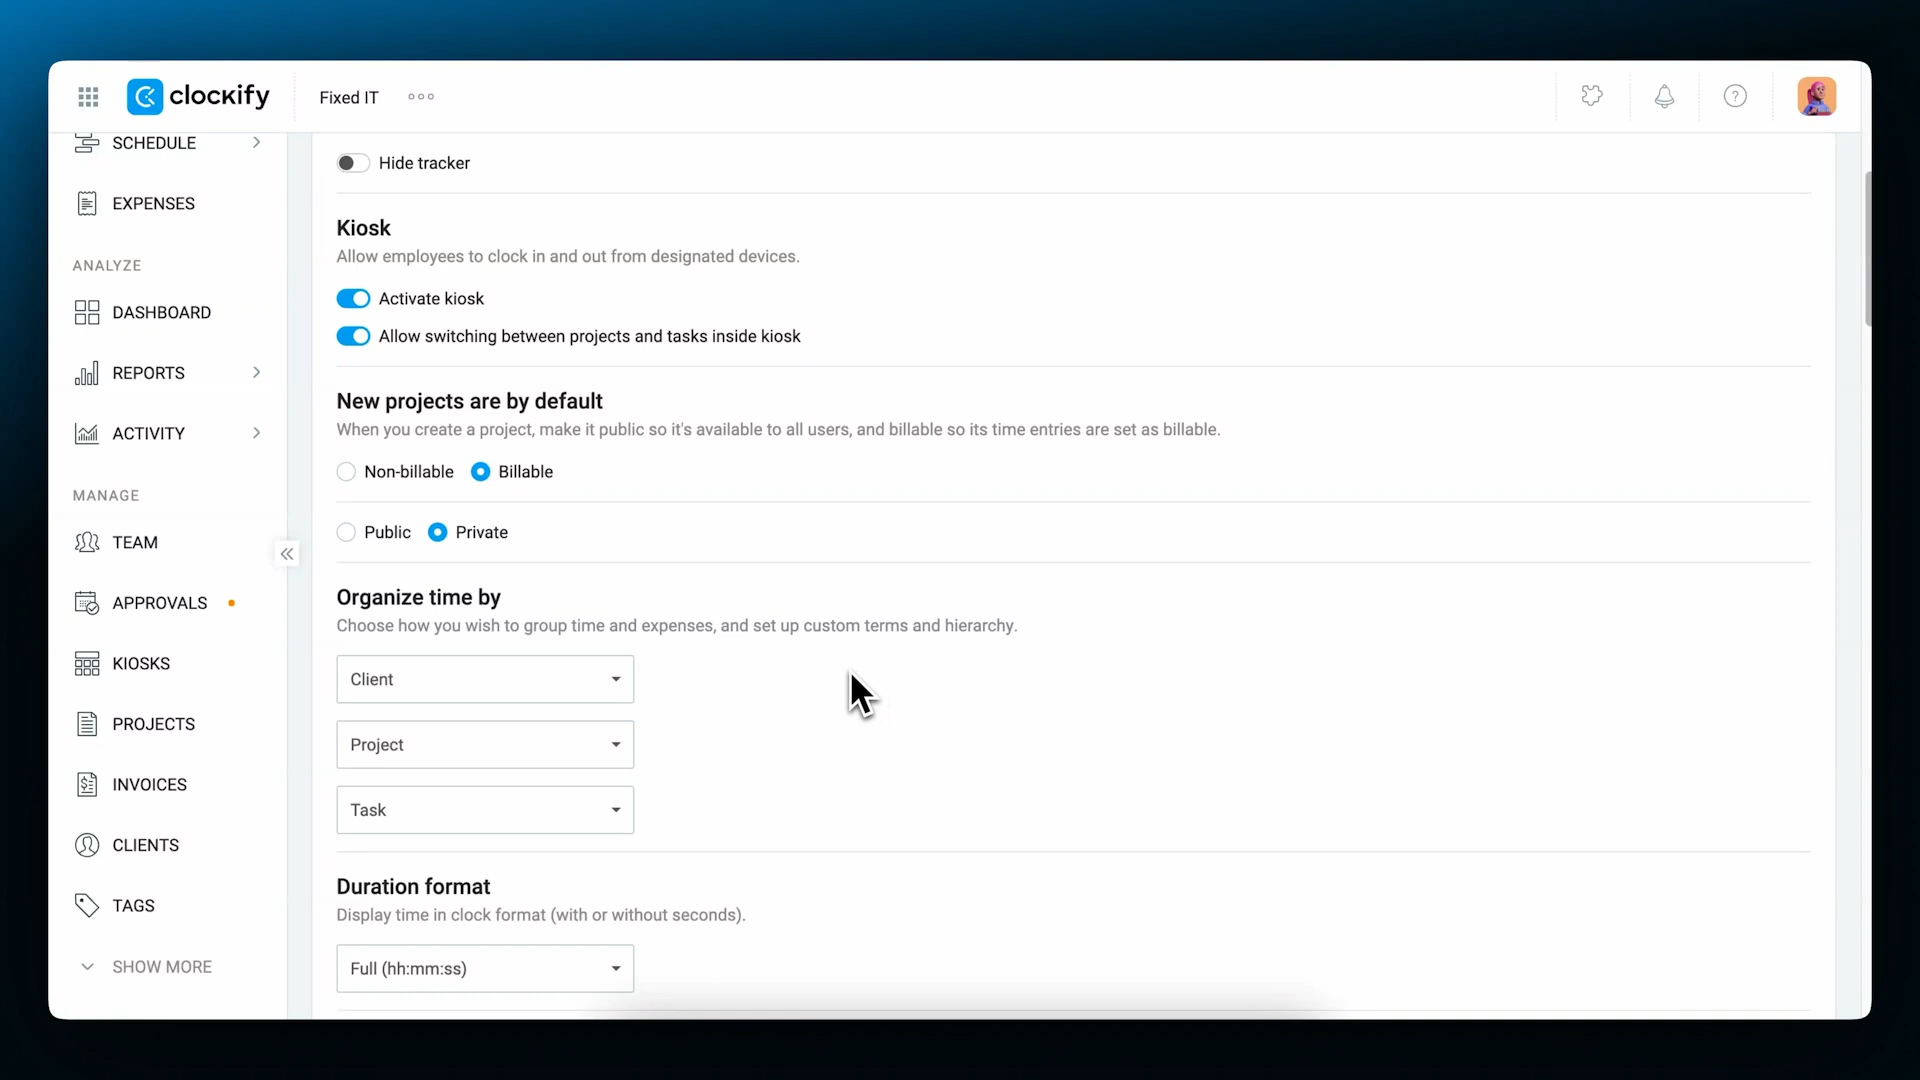 clockify
Fixed IT
SCHEDULE
EXPENSES
ANALYZE
DASHBOARD
REPORTS
ACTIVITY
MANAGE
TEAM
APPROVALS
KIOSKS
PROJECTS
INVOICES
CLIENTS
TAGS
SHOW MORE
Hide tracker
Kiosk
Allow employees to clock in and out from designated devices.
Activate kiosk
Allow switching between projects and tasks inside kiosk
New projects are by default
When you create a project, make it public so it's available to all users, and billable so its time entries are set as billable.
Non-billable Billable
Public Private
Organize time by
Choose how you wish to group time and expenses, and set up custom terms and hierarchy.
Client
Project
Task
Duration format
Display time in clock format (with or without seconds).
Full (hh:mm:ss)